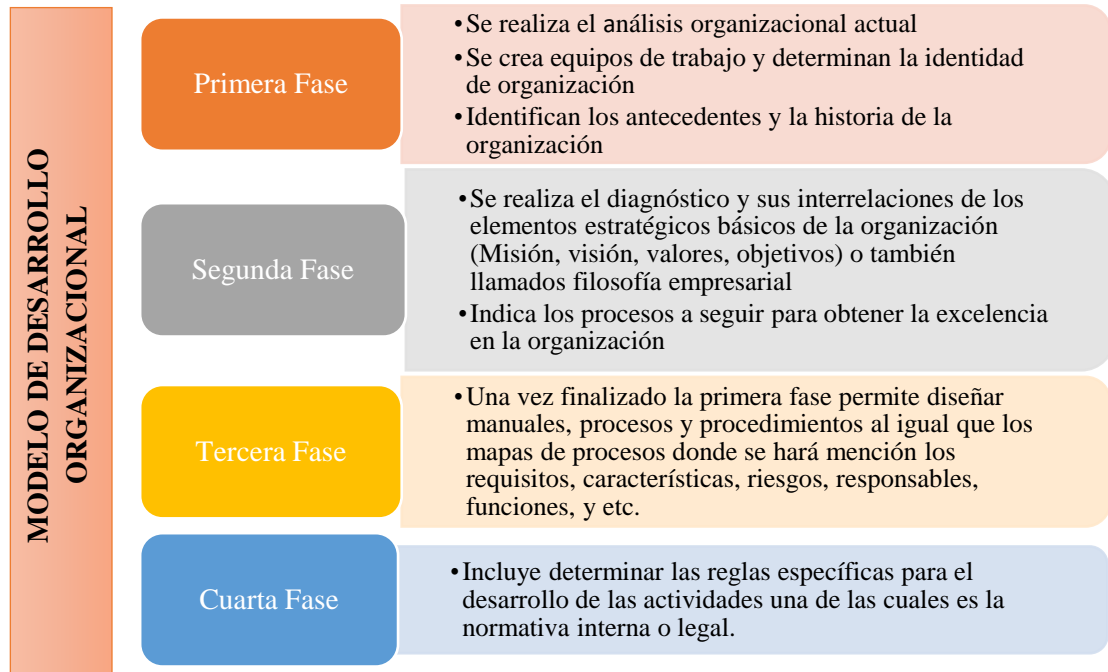 MODELO DE DESARROLLO
ORGANIZACIONAL
Primera Fase
•Se realiza el análisis organizacional actual
•Se crea equipos de trabajo y determinan la identidad
de organización
•Identifican los antecedentes y la historia de la
organización
Segunda Fase
•Se realiza el diagnóstico y sus interrelaciones de los
elementos estratégicos básicos de la organización
(Misión, visión, valores, objetivos) o también
llamados filosofía empresarial
•Indica los procesos a seguir para obtener la excelencia
en la organización
Tercera Fase
•Una vez finalizado la primera fase permite diseñar
manuales, procesos y procedimientos al igual que los
mapas de procesos donde se hará mención los
requisitos, características, riesgos, responsables,
funciones, y etc.
Cuarta Fase
•Incluye determinar las reglas específicas para el
desarrollo de las actividades una de las cuales es la
normativa interna o legal.